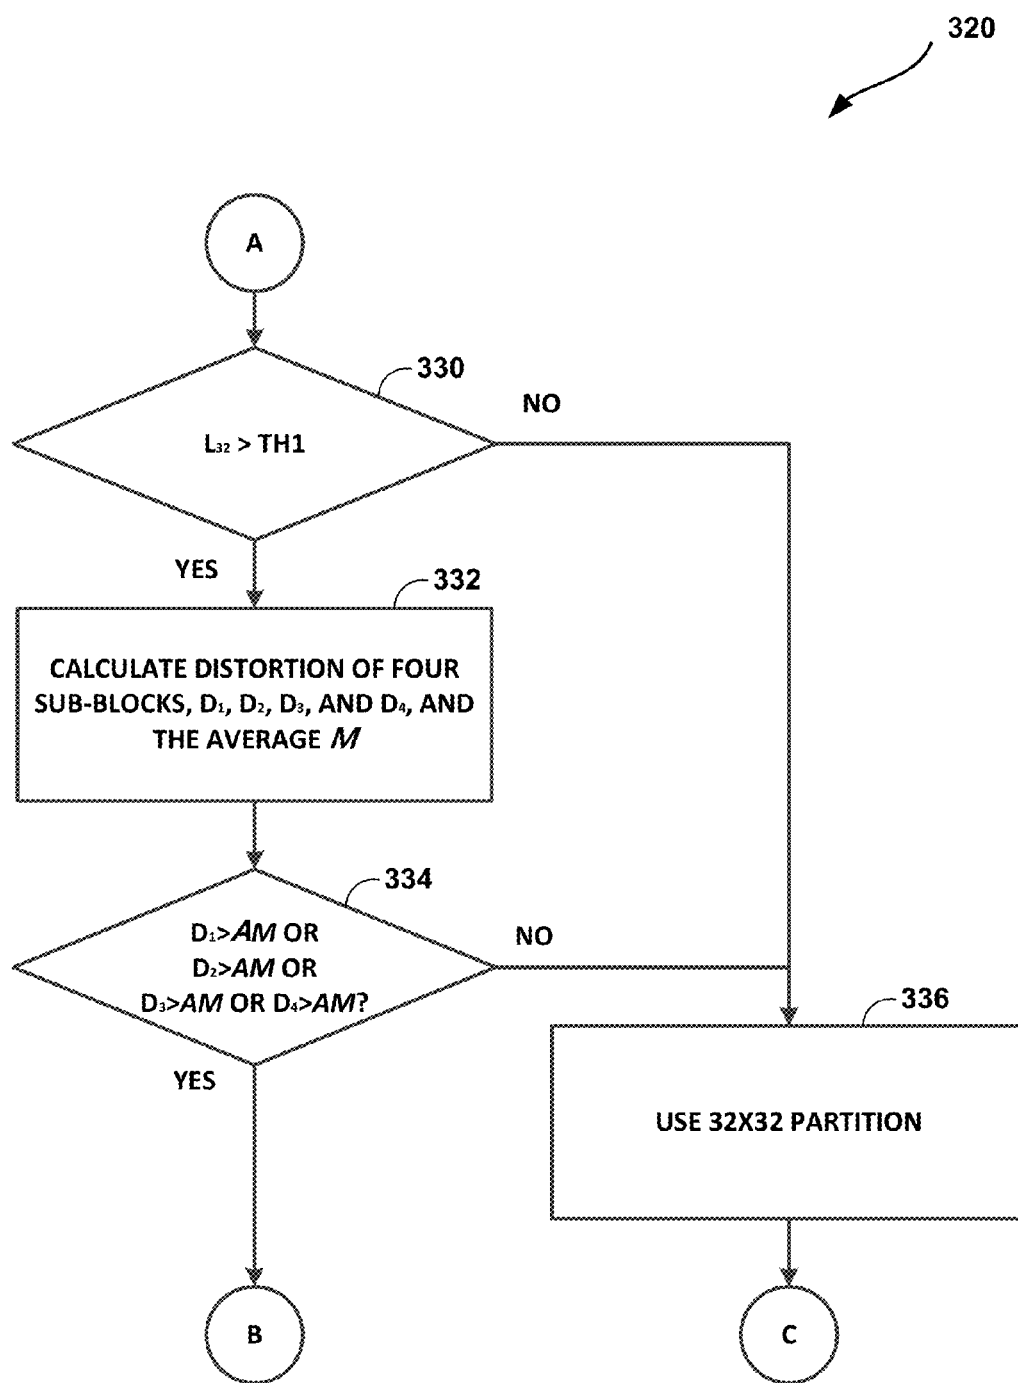 320
A
330
NO
L₃₂ > TH1
YES
332
CALCULATE DISTORTION OF FOUR
SUB-BLOCKS, D₁, D₂, D₃, AND D₄, AND
THE AVERAGE M
334
D₁>AM OR
D₂>AM OR
D₃>AM OR D₄>AM?
NO
YES
336
USE 32X32 PARTITION
B
C